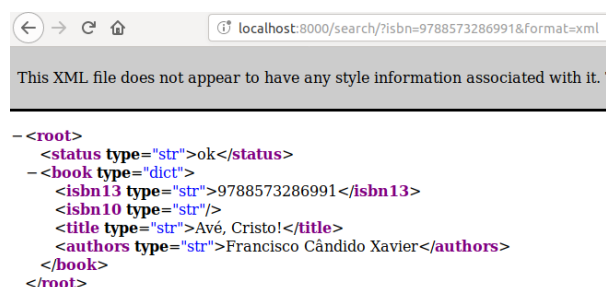 localhost:8000/search/?isbn=9788573286991&format=xml
This XML file does not appear to have any style information associated with it.
−<root>
<status type="str">ok</status>
−<book type="dict">
<isbn13 type="str">9788573286991</isbn13>
<isbn10 type="str"/>
<title type="str">Avé, Cristo!</title>
<authors type="str">Francisco Cândido Xavier</authors>
</book>
</root>